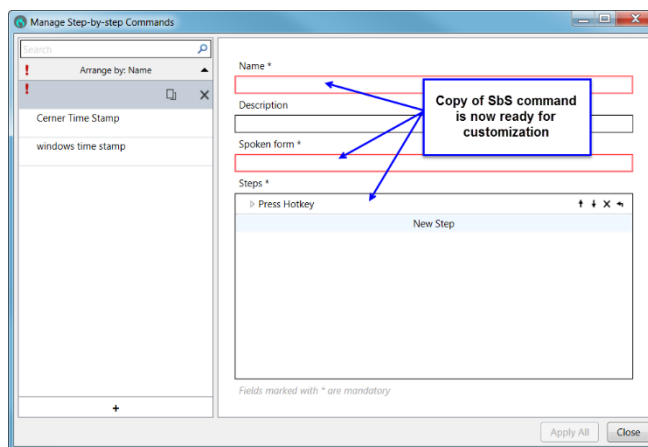 Manage Step-by-step Commands
Search
! Arrange by: Name
!
Cerner Time Stamp
windows time stamp
+
Name *
Description
Spoken form *
Steps *
Press Hotkey
New Step
Fields marked with * are mandatory
Copy of SbS command
is now ready for
customization
Apply All
Close